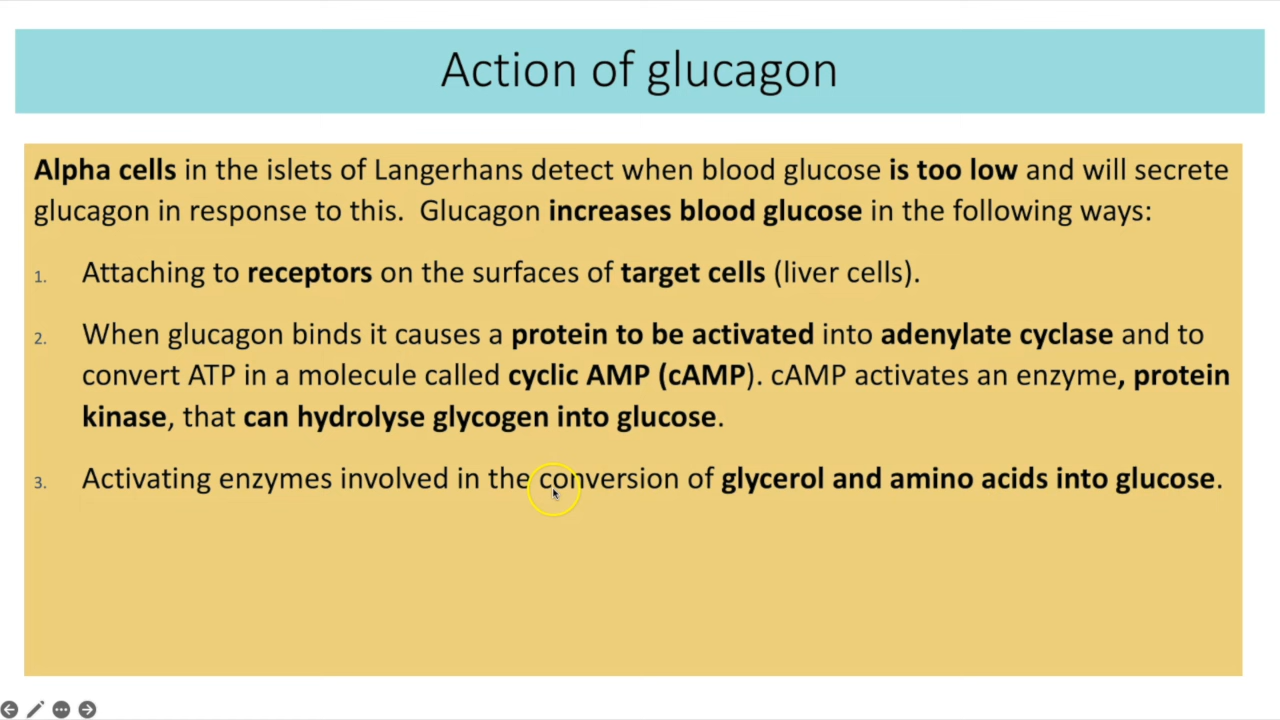 Action of glucagon
Alpha cells in the islets of Langerhans detect when blood glucose is too low and will secrete
glucagon in response to this.  Glucagon increases blood glucose in the following ways:
1. Attaching to receptors on the surfaces of target cells (liver cells).
2. When glucagon binds it causes a protein to be activated into adenylate cyclase and to
convert ATP in a molecule called cyclic AMP (cAMP). cAMP activates an enzyme, protein
kinase, that can hydrolyse glycogen into glucose.
3. Activating enzymes involved in the conversion of glycerol and amino acids into glucose.